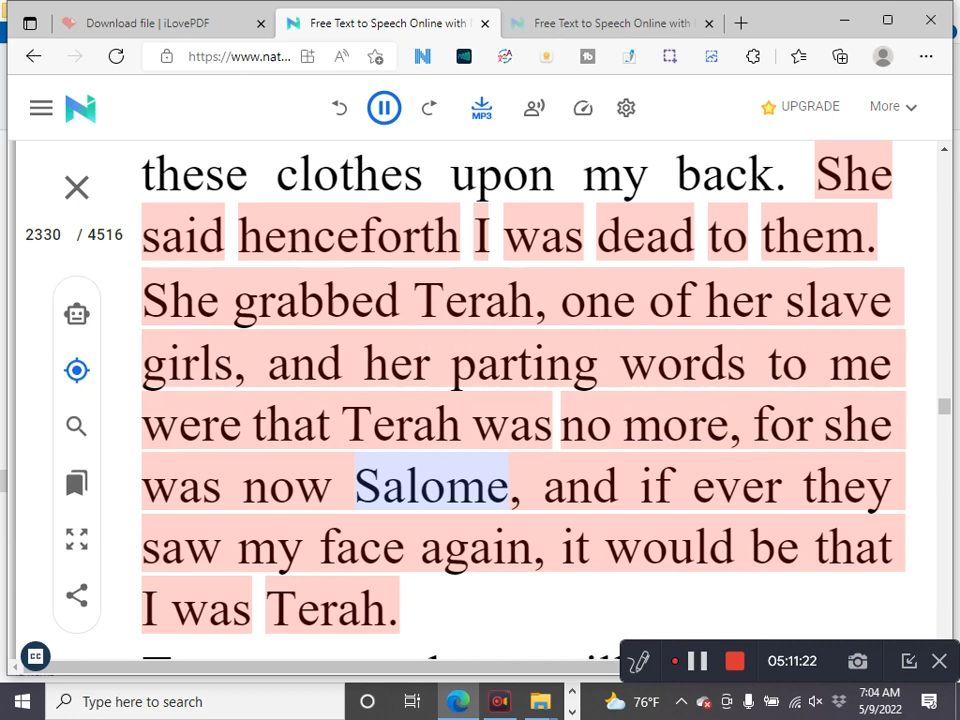 Download file | iLovePDF
Free Text to Speech Online with
Free Text to Speech Online with
https://www.nat...
MP3
UPGRADE
More
these clothes upon my back. She
said henceforth I was dead to them.
She grabbed Terah, one of her slave
girls, and her parting words to me
were that Terah was no more, for she
was now Salome, and if ever they
saw my face again, it would be that
I was Terah.
2330 / 4516
CC
05:11:22
Type here to search
76°F
7:04 AM
5/9/2022